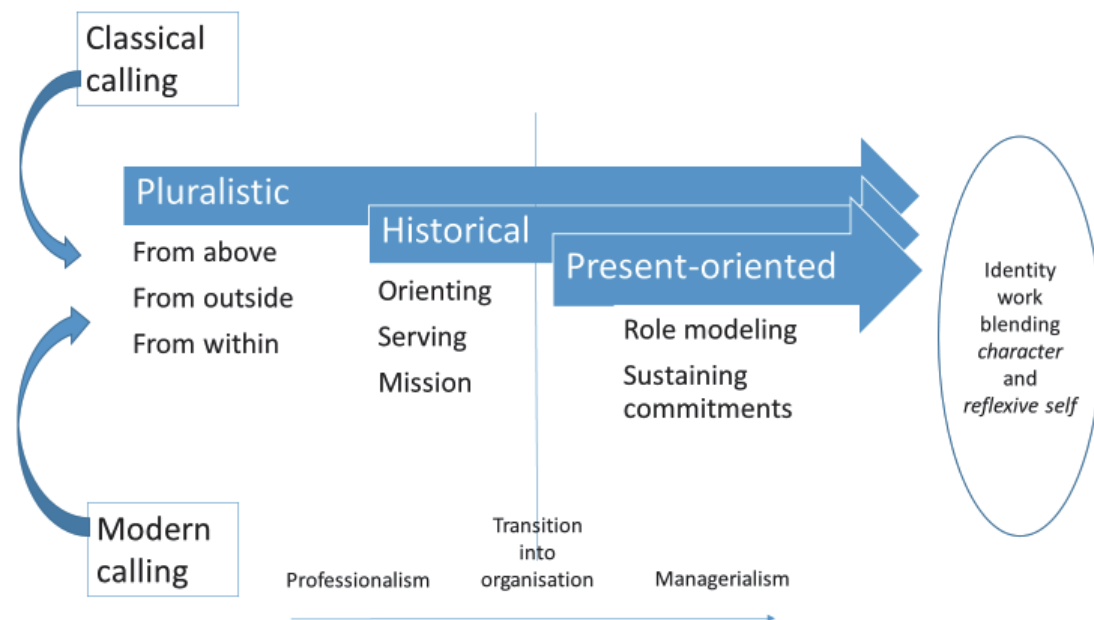 Classical
calling
Pluralistic
From above
From outside
From within
Historical
Orienting
Serving
Mission
Present-oriented
Role modeling
Sustaining
commitments
Identity
work
blending
character
and
reflexive self
Modern
calling
Professionalism
Transition
into
organisation
Managerialism